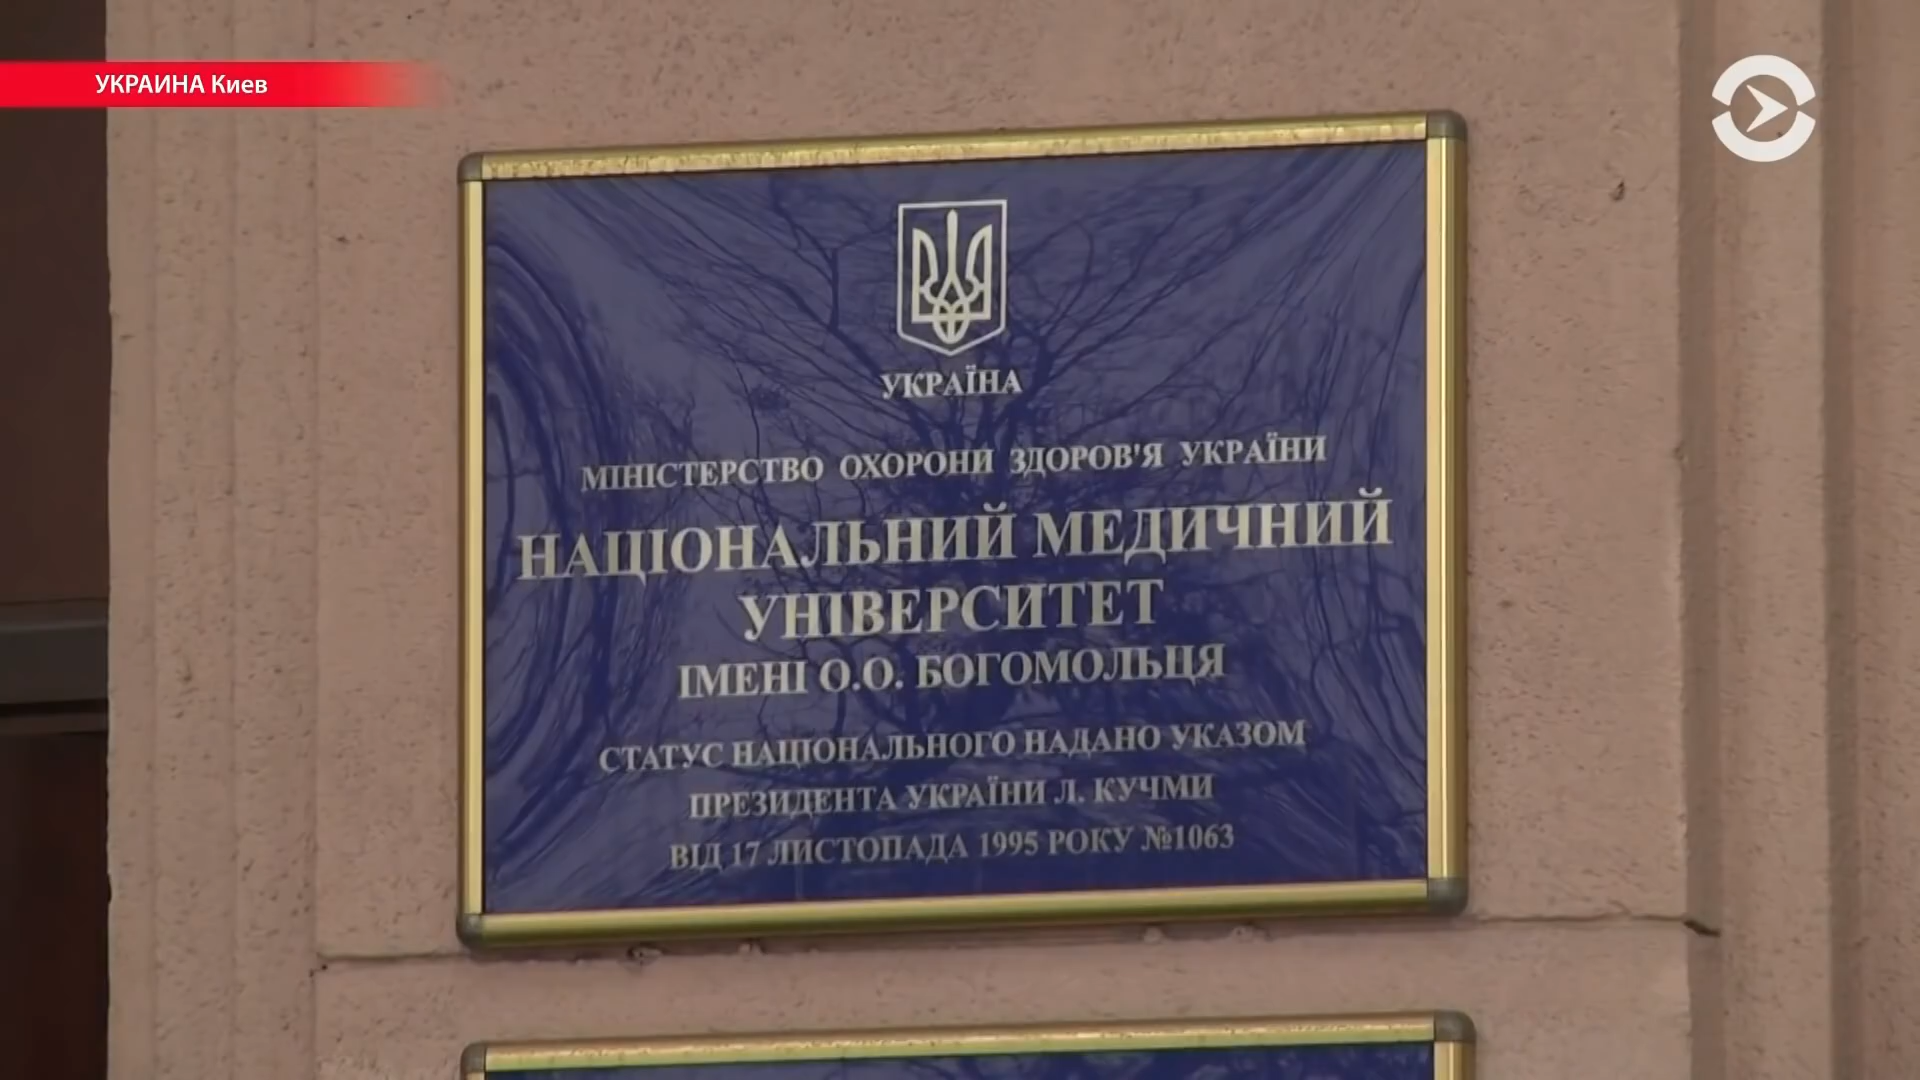 УКРАИНА Киев
УКРАЇНА
МІНІСТЕРСТВО ОХОРОНИ ЗДОРОВ'Я УКРАЇНИ
НАЦІОНАЛЬНИЙ МЕДИЧНИЙ
УНІВЕРСИТЕТ
ІМЕНІ О.О. БОГОМОЛЬЦЯ
СТАТУС НАЦІОНАЛЬНОГО НАДАНО УКАЗОМ
ПРЕЗИДЕНТА УКРАЇНИ Л. КУЧМИ
ВІД 17 ЛИСТОПАДА 1995 РОКУ №1063